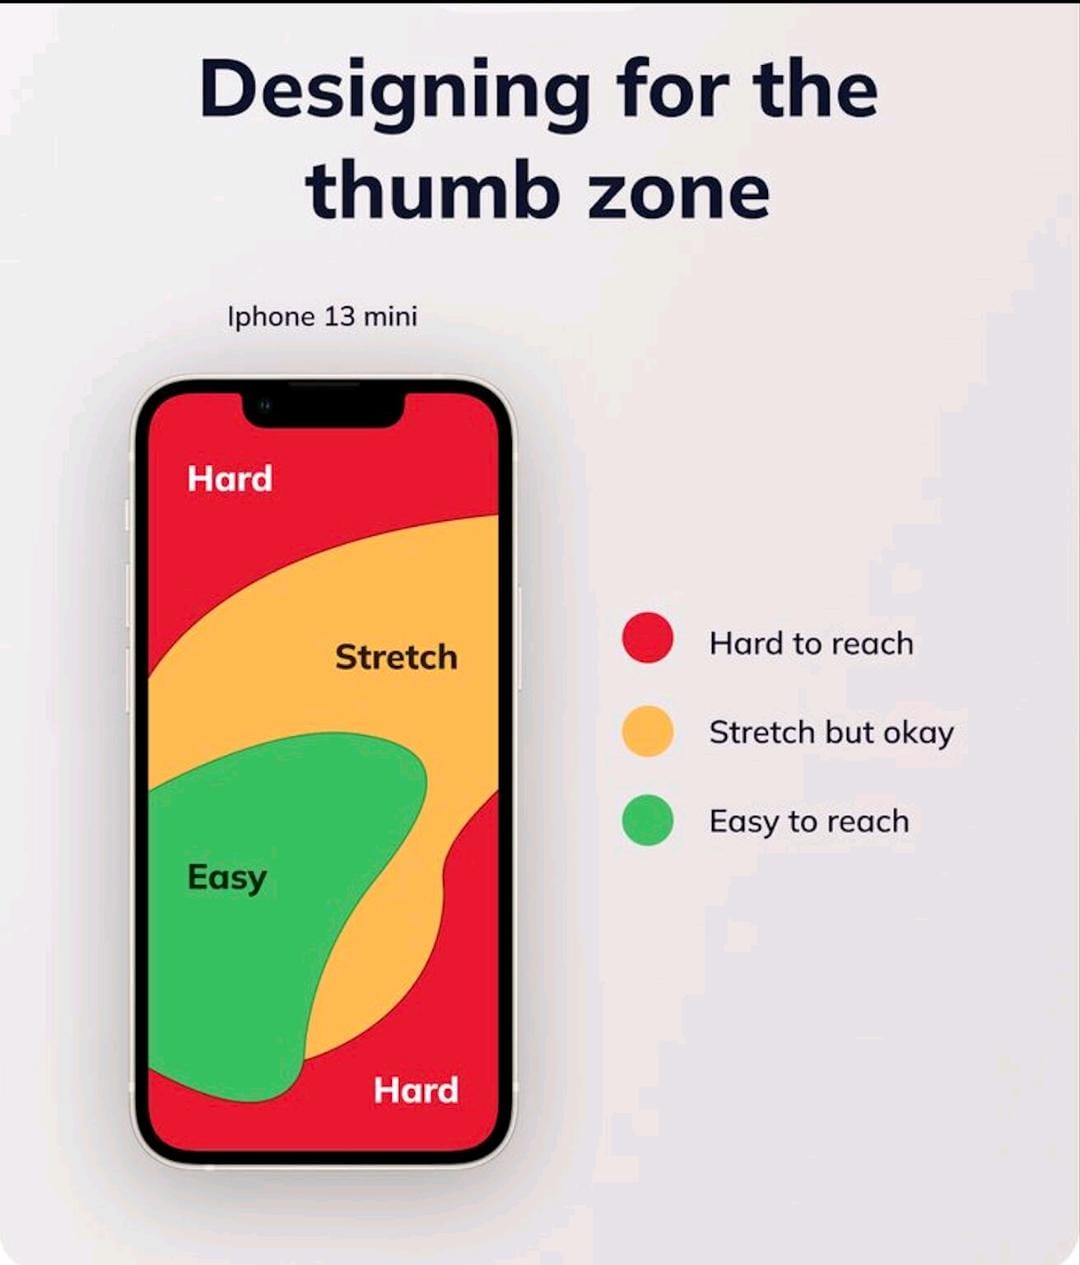 Designing for the
thumb zone
Iphone 13 mini
Hard
Stretch
Easy
Hard
Hard to reach
Stretch but okay
Easy to reach